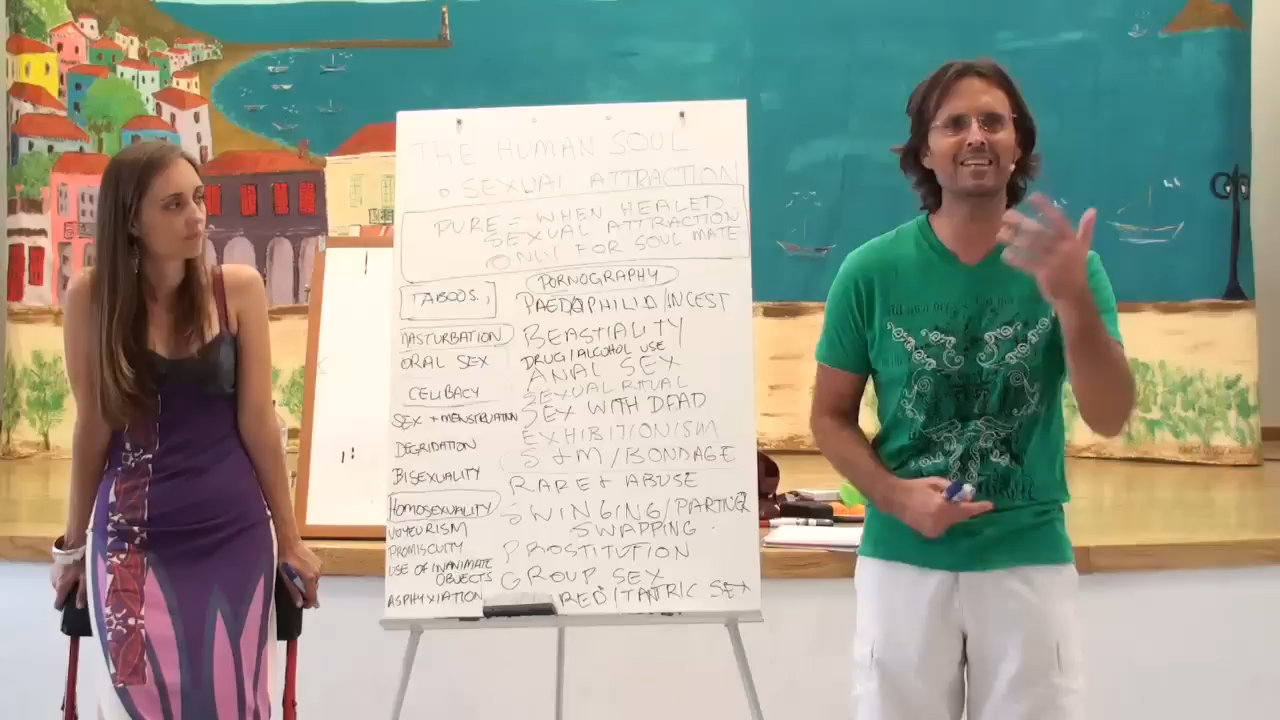 THE HUMAN SOUL
o SEXUAL ATTRACTION
PURE = WHEN HEALED
SEXUAL ATTRACTION
ONLY FOR SOUL MATE
TABOOS,
MASTURBATION
ORAL SEX
CELIBACY
SEX + MENSTRUATION
DEGRIDATION
BISEXUALITY
HOMOSEXUALITY
VOYEURISM
PROMISCUITY
USE OF INANIMATE
OBJECTS
ASPHYXIATION
PORNOGRAPHY
PAEDAPHILIA/INCEST
BEASTIALITY
DRUG/ALCOHOL USE
ANAL SEX
SEXUAL RITUAL
SEX WITH DEAD
EXHIBITIONISM
S+M/BONDAGE
RAPE + ABUSE
SWINGING/PARTNER
SWAPPING
PROSTITUTION
GROUP SEX
SEX